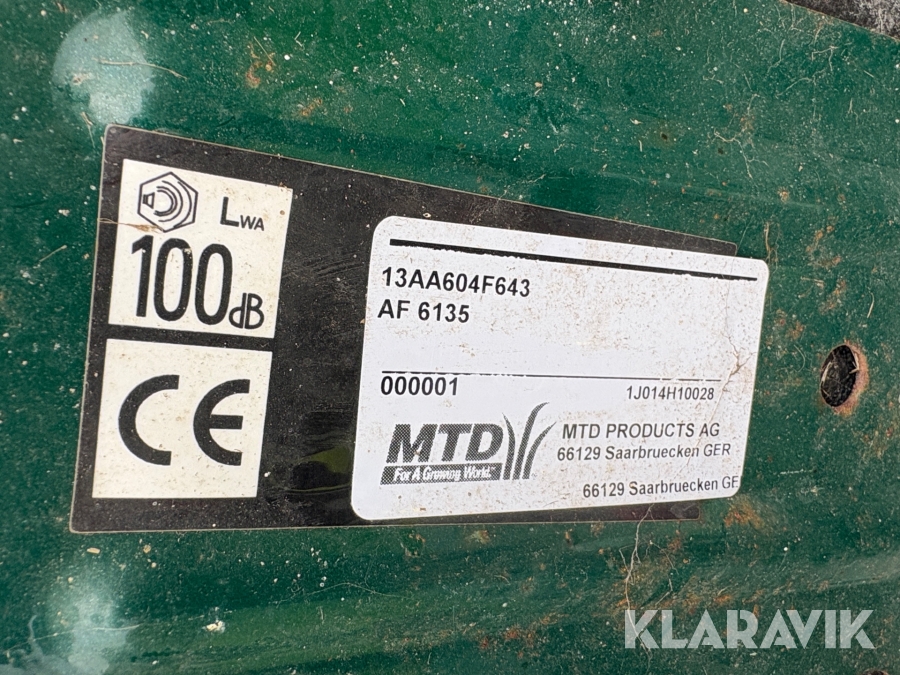 LWA
100dB
CE
13AA604F643
AF 6135
000001 1J014H10028
MTD
For A Growing World.
MTD PRODUCTS AG
66129 Saarbruecken GER
66129 Saarbruecken GE
KLARAVIK